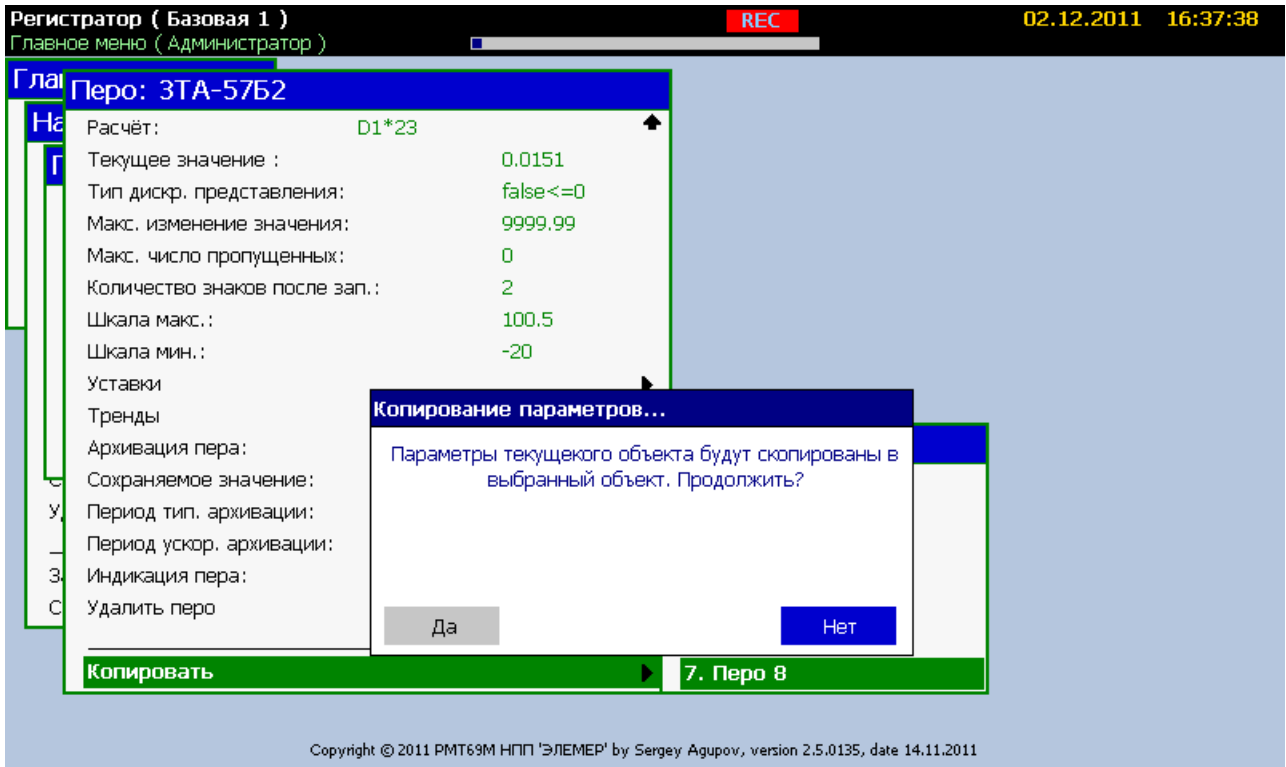 Регистратор ( Базовая 1 )
REC
02.12.2011 16:37:38
Главное меню ( Администратор )
Перо: 3ТА-57Б2
Расчёт: D1*23
Текущее значение : 0.0151
Тип дискр. представления: false<=0
Макс. изменение значения: 9999.99
Макс. число пропущенных: 0
Количество знаков после зап.: 2
Шкала макс.: 100.5
Шкала мин.: -20
Уставки
Тренды
Архивация пера:
Сохраняемое значение:
Период тип. архивации:
Период ускор. архивации:
Индикация пера:
Удалить перо
Копировать
Копирование параметров...
Параметры текущекого объекта будут скопированы в
выбранный объект. Продолжить?
Да
Нет
7. Перо 8
Copyright © 2011 РМТ69М НПП 'ЭЛЕМЕР' by Sergey Agupov, version 2.5.0135, date 14.11.2011